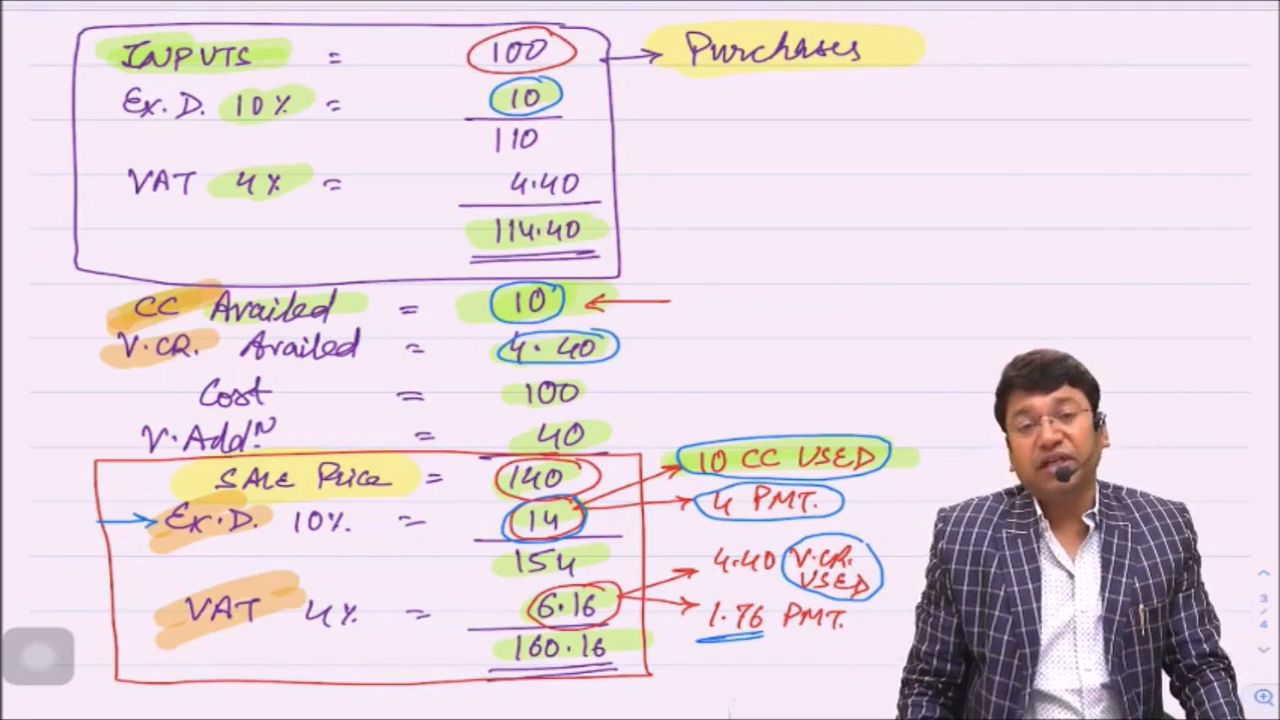 INPUTS = 100 → Purchases
Ex.D. 10% = 10
110
VAT 4% = 4.40
114.40
CC Availed = 10 ←
V.CR. Availed = 4.40
Cost = 100
V.Addⁿ = 40
SALE Price = 140
10 CC USED
→ Ex.D. 10% = 14
4 PMT.
154
4.40 V.CR. USED
VAT 4% = 6.16
1.76 PMT.
160.16
3/4